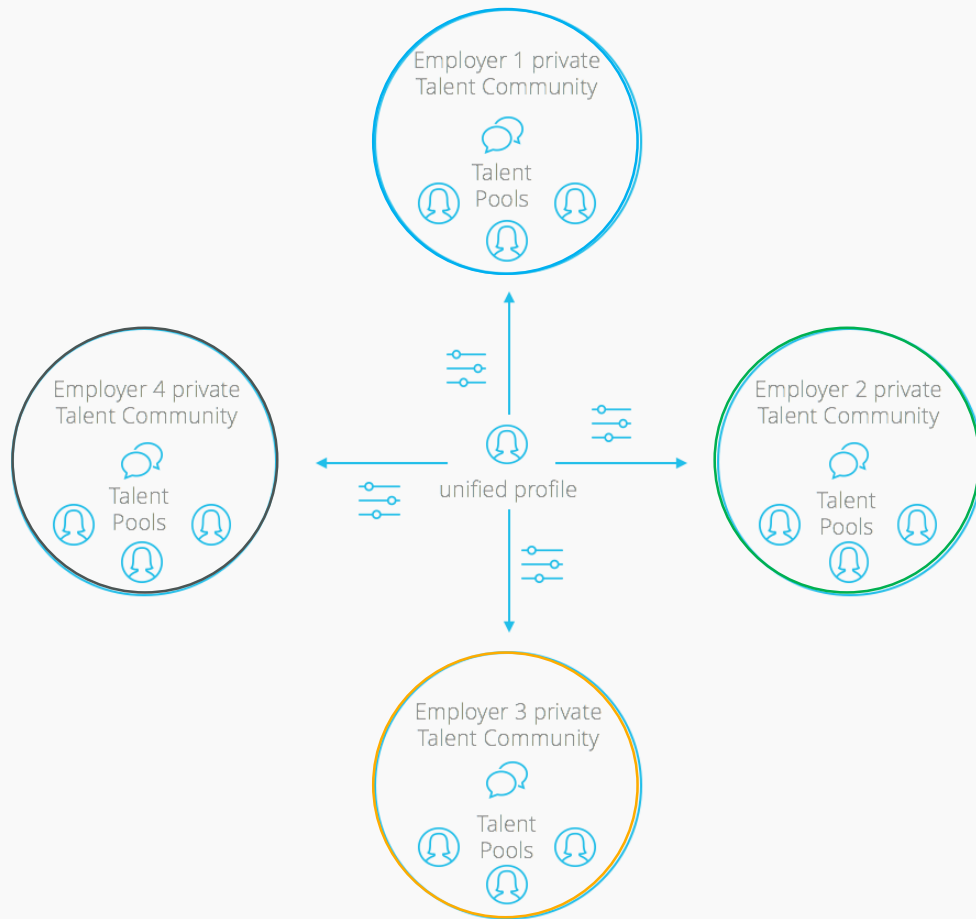 Employer 1 private
Talent Community
Talent
Pools
Employer 4 private
Talent Community
Talent
Pools
unified profile
Employer 2 private
Talent Community
Talent
Pools
Employer 3 private
Talent Community
Talent
Pools